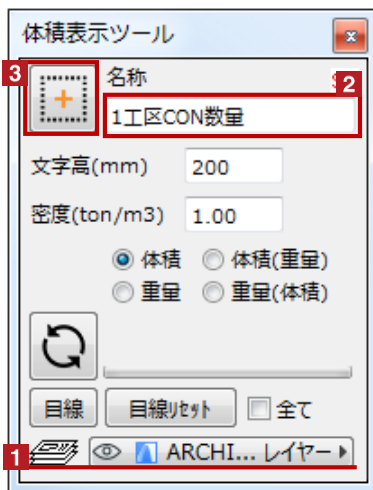 体積表示ツール
x
3
名称
2
1工区CON数量
文字高(mm) 200
密度(ton/m3) 1.00
体積 体積(重量)
重量 重量(体積)
目線 目線ﾘｾｯﾄ 全て
1
ARCHI... レイヤー